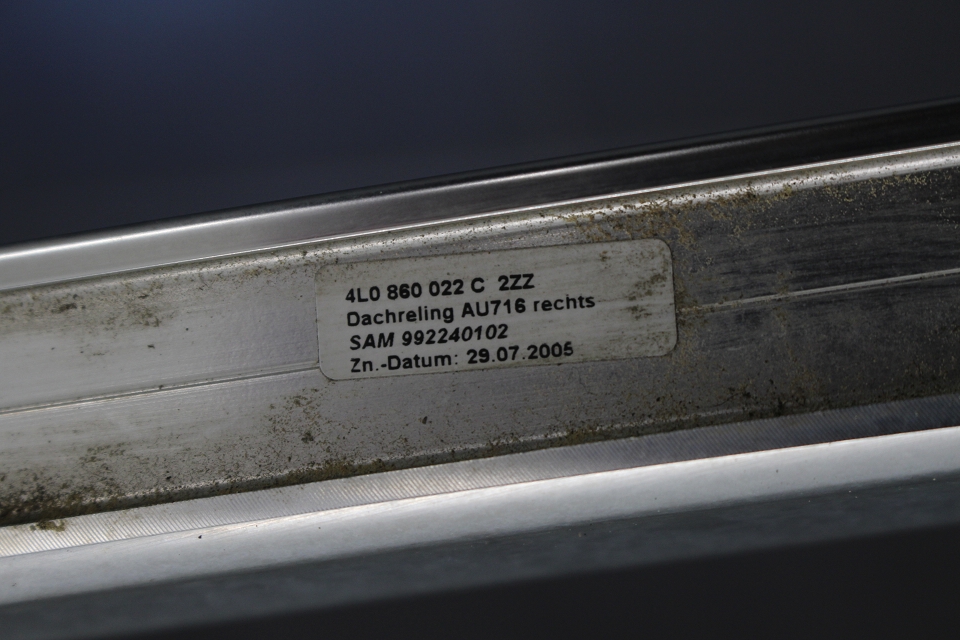 4L0 860 022 C 2ZZ
Dachreling AU716 rechts
SAM 992240102
Zn.-Datum: 29.07.2005